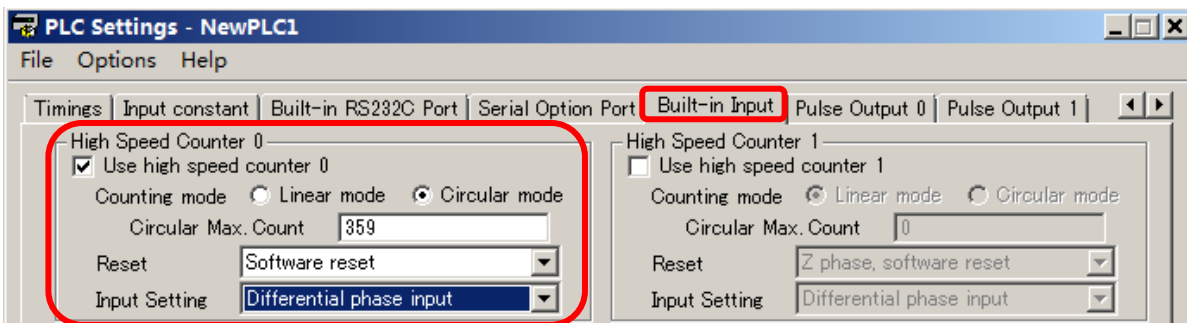 PLC Settings - NewPLC1
File Options Help
Timings Input constant Built-in RS232C Port Serial Option Port Built-in Input Pulse Output 0 Pulse Output 1
High Speed Counter 0
Use high speed counter 0
Counting mode Linear mode Circular mode
Circular Max. Count 359
Reset Software reset
Input Setting Differential phase input
High Speed Counter 1
Use high speed counter 1
Counting mode Linear mode Circular mode
Circular Max. Count 0
Reset Z phase, software reset
Input Setting Differential phase input